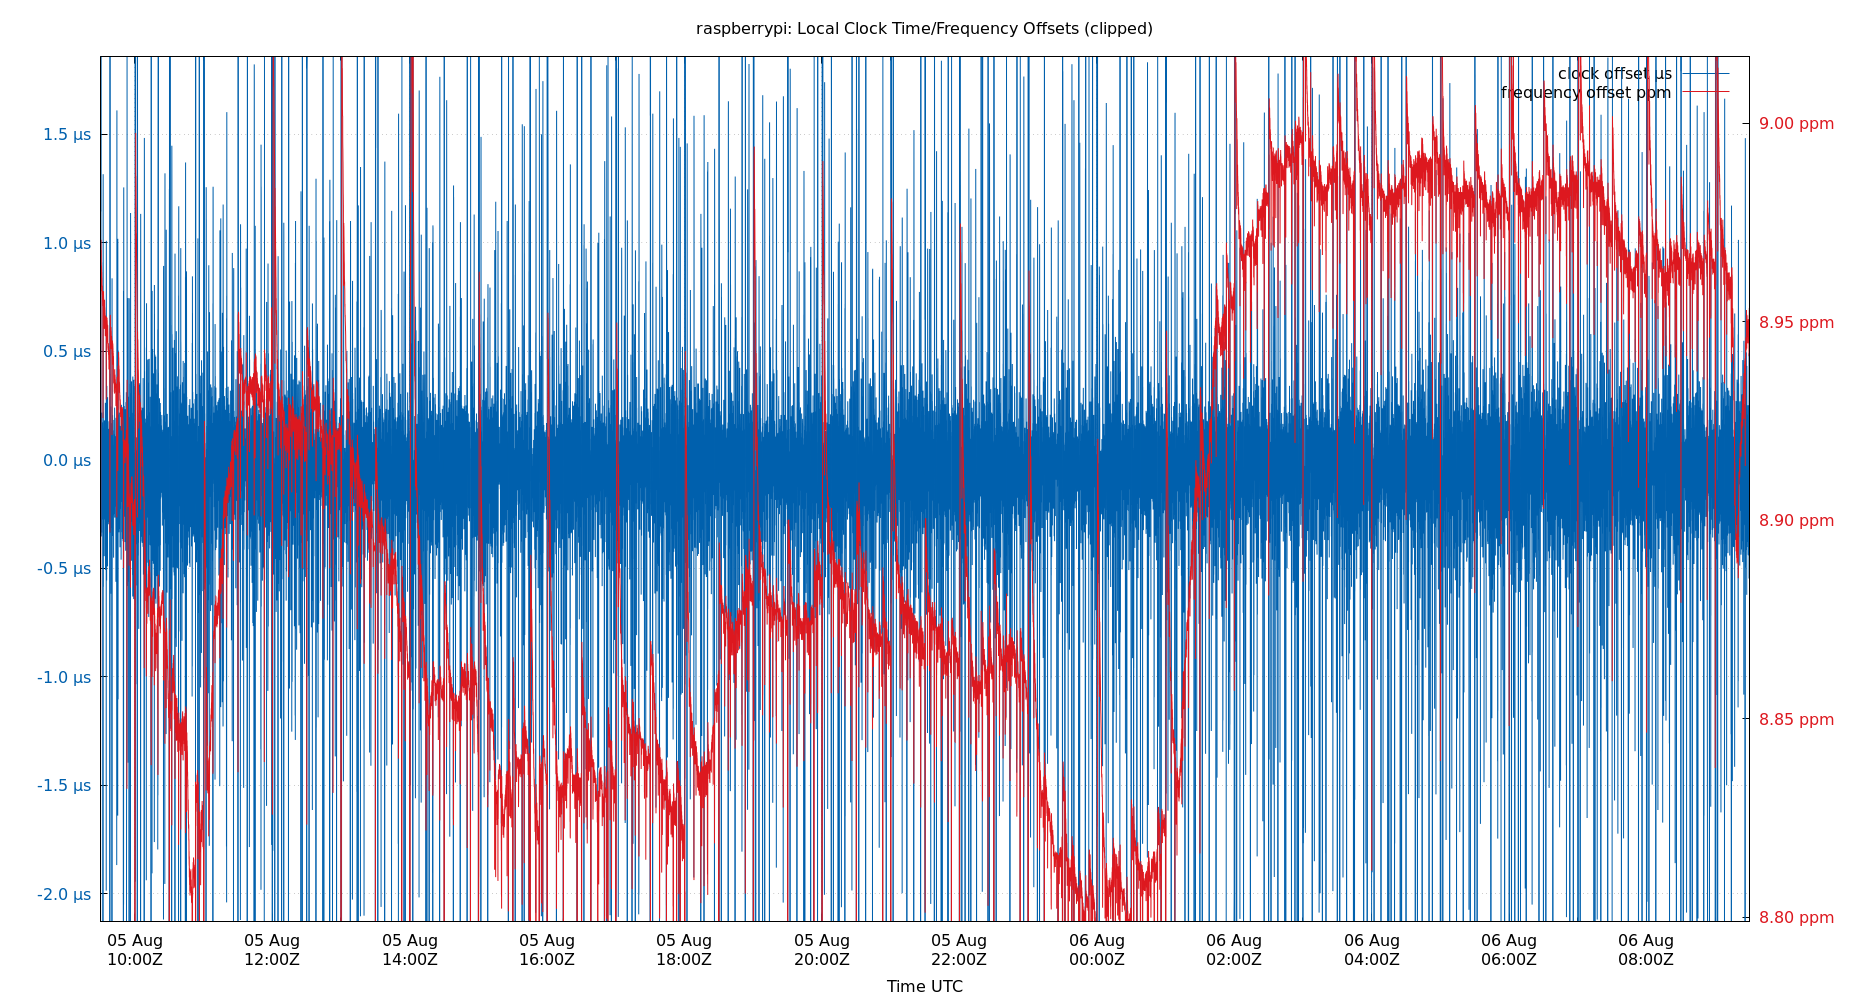 raspberrypi: Local Clock Time/Frequency Offsets (clipped)
clock offset µs
frequency offset ppm
1.5 µs
1.0 µs
0.5 µs
0.0 µs
-0.5 µs
-1.0 µs
-1.5 µs
-2.0 µs
9.00 ppm
8.95 ppm
8.90 ppm
8.85 ppm
8.80 ppm
05 Aug
10:00Z
05 Aug
12:00Z
05 Aug
14:00Z
05 Aug
16:00Z
05 Aug
18:00Z
05 Aug
20:00Z
05 Aug
22:00Z
06 Aug
00:00Z
06 Aug
02:00Z
06 Aug
04:00Z
06 Aug
06:00Z
06 Aug
08:00Z
Time UTC